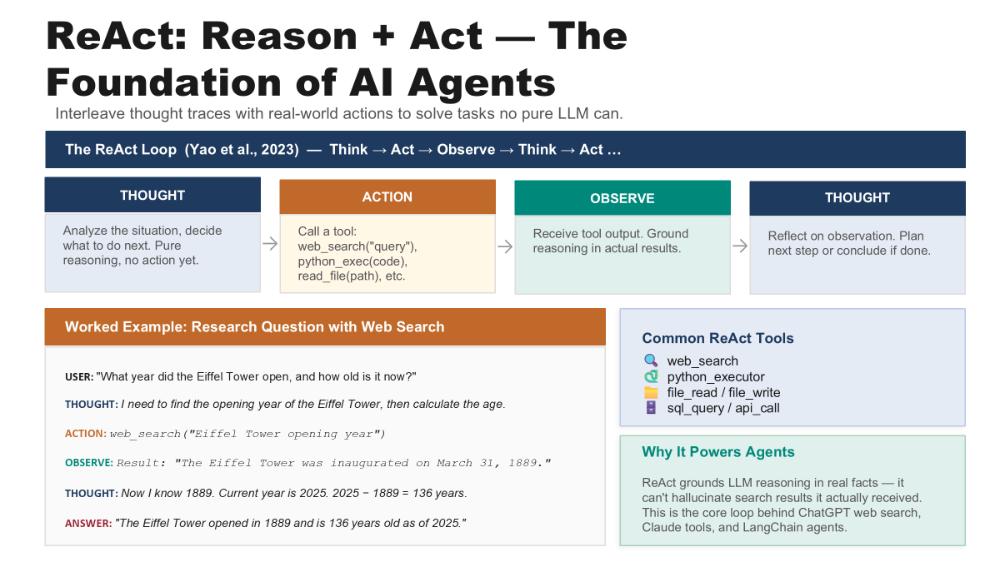 ReAct: Reason + Act — The
Foundation of AI Agents
Interleave thought traces with real-world actions to solve tasks no pure LLM can.
The ReAct Loop (Yao et al., 2023) — Think → Act → Observe → Think → Act …
THOUGHT
Analyze the situation, decide
what to do next. Pure
reasoning, no action yet.
ACTION
Call a tool:
web_search("query"),
python_exec(code),
read_file(path), etc.
OBSERVE
Receive tool output. Ground
reasoning in actual results.
THOUGHT
Reflect on observation. Plan
next step or conclude if done.
Worked Example: Research Question with Web Search
USER: "What year did the Eiffel Tower open, and how old is it now?"
THOUGHT: I need to find the opening year of the Eiffel Tower, then calculate the age.
ACTION: web_search("Eiffel Tower opening year")
OBSERVE: Result: "The Eiffel Tower was inaugurated on March 31, 1889."
THOUGHT: Now I know 1889. Current year is 2025. 2025 − 1889 = 136 years.
ANSWER: "The Eiffel Tower opened in 1889 and is 136 years old as of 2025."
Common ReAct Tools
web_search
python_executor
file_read / file_write
sql_query / api_call
Why It Powers Agents
ReAct grounds LLM reasoning in real facts — it
can't hallucinate search results it actually received.
This is the core loop behind ChatGPT web search,
Claude tools, and LangChain agents.